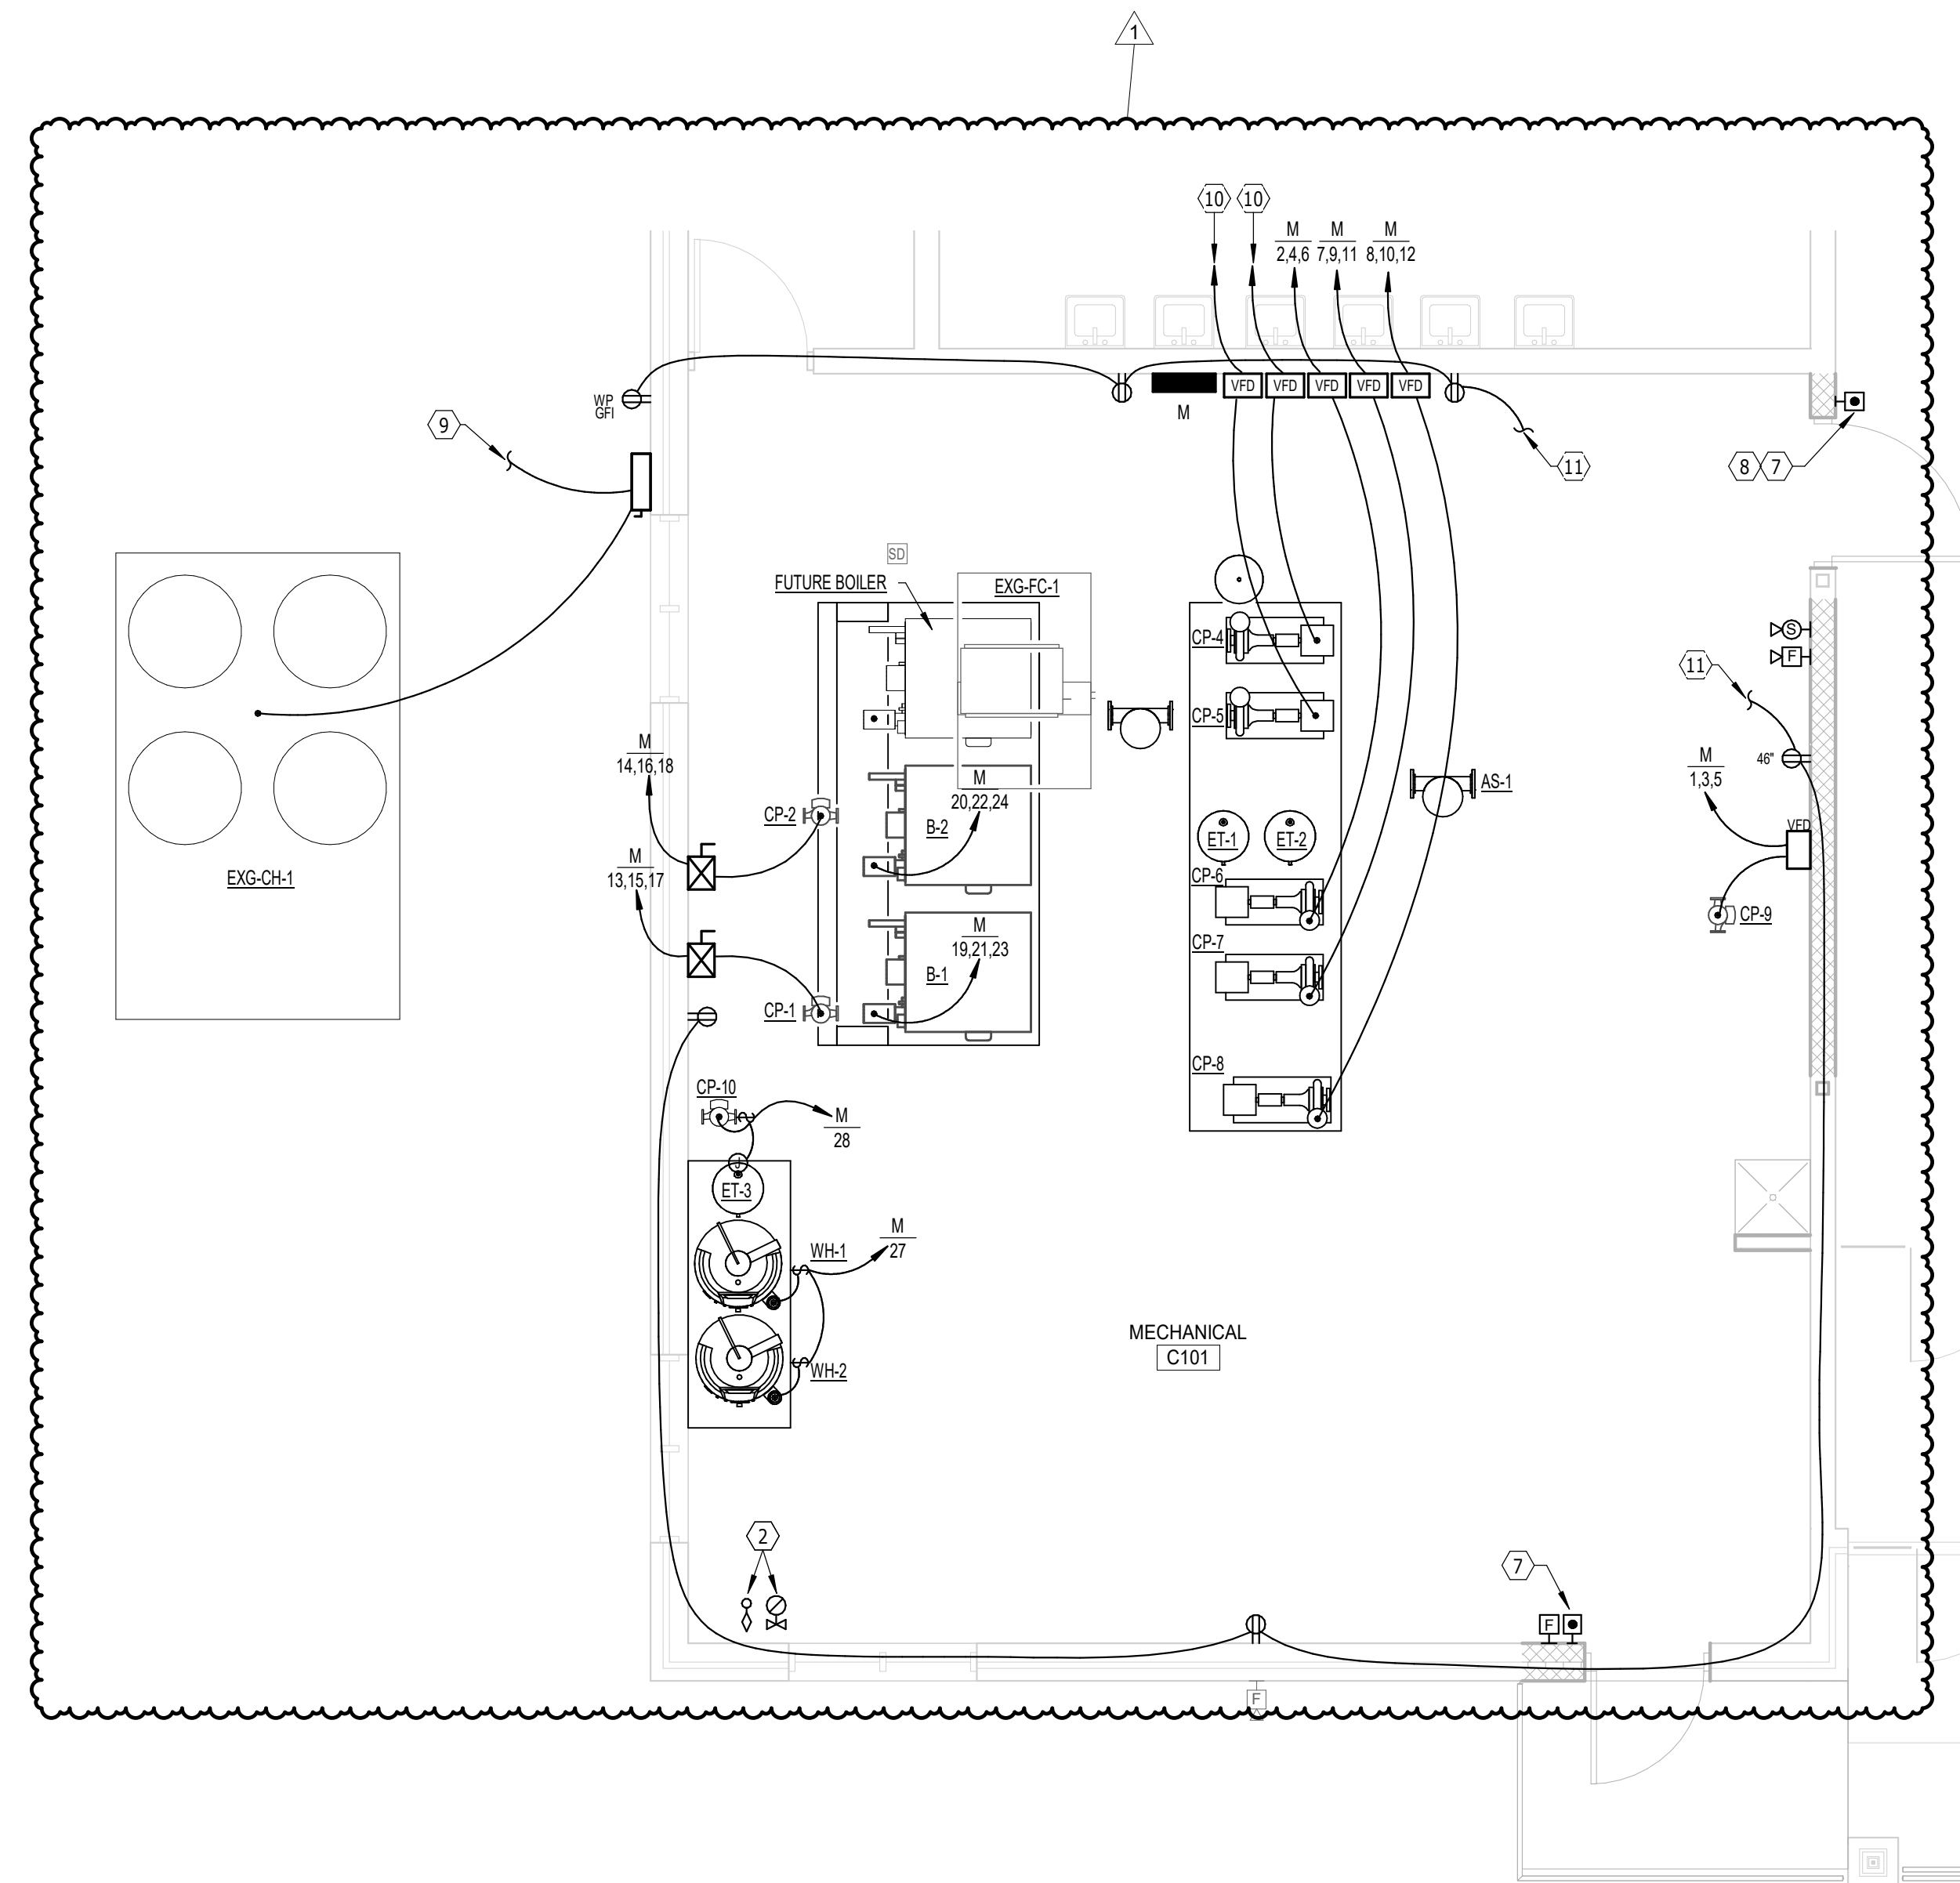 1
10
10
M
2,4,6
M
7,9,11
M
8,10,12
WP
GFI
VFD
VFD
VFD
VFD
VFD
M
9
11
8
7
SD
FUTURE BOILER
EXG-FC-1
CP-4
S
F
11
CP-5
M
14,16,18
46"
M
1,3,5
M
20,22,24
AS-1
CP-2
B-2
ET-1
ET-2
VFD
M
13,15,17
EXG-CH-1
CP-6
CP-9
M
19,21,23
CP-7
B-1
CP-1
CP-8
CP-10
M
28
J
ET-3
M
27
WH-1
WH-2
MECHANICAL
C101
2
7
F
F